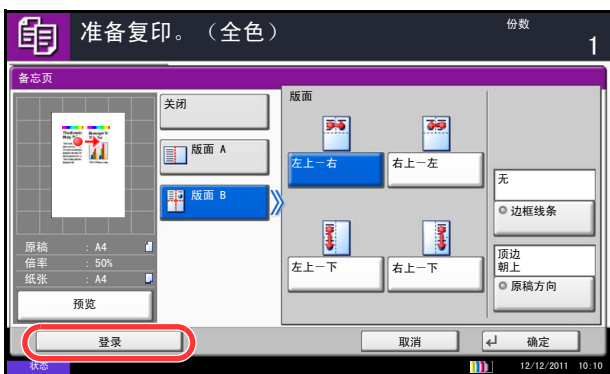 准备复印。（全色）
份数
1
备忘页
关闭
版面 A
版面 B
版面
左上－右
右上－左
左上－下
右上－下
无
边框线条
顶边
朝上
原稿方向
原稿 : A4
倍率 : 50%
纸张 : A4
预览
登录
取消
确定
状态
12/12/2011 10:10